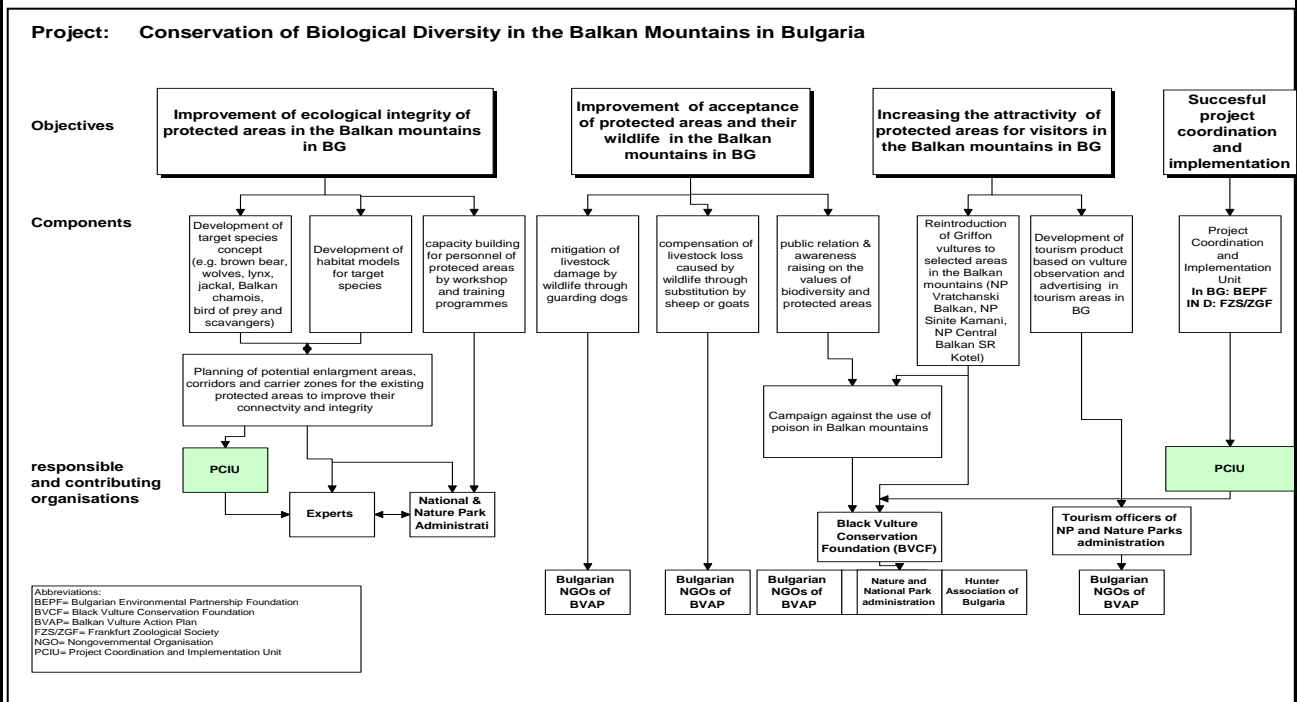 Project: Conservation of Biological Diversity in the Balkan Mountains in Bulgaria
Objectives
Improvement of ecological integrity of
protected areas in the Balkan mountains
in BG
Improvement of acceptance
of protected areas and their
wildlife in the Balkan
mountains in BG
Increasing the attractivity of
protected areas for visitors in
the Balkan mountains in BG
Succesful
project
coordination
and
implementation
Components
Development of
target species
concept
(e.g. brown bear,
wolves, lynx,
jackal, Balkan
chamois,
bird of prey and
scavangers)
Development of
habitat models
for target
species
capacity building
for personnel of
proteced areas
by workshop
and training
programmes
mitigation of
livestock
damage by
wildlife through
guarding dogs
compensation of
livestock loss
caused by
wildlife through
substitution by
sheep or goats
public relation &
awareness
raising on the
values of
biodiversity and
protected areas
Reintroduction
of Griffon
vultures to
selected areas
in the Balkan
mountains (NP
Vratchanski
Balkan, NP
Sinite Kamani,
NP Central
Balkan SR
Kotel)
Development of
tourism product
based on vulture
observation and
advertising in
tourism areas in
BG
Project
Coordination
and
Implementation
Unit
In BG: BEPF
IN D: FZS/ZGF
Planning of potential enlargment areas,
corridors and carrier zones for the existing
protected areas to improve their
connectvity and integrity
Campaign against the use of
poison in Balkan mountains
responsible
and contributing
organisations
PCIU
Experts
National &
Nature Park
Administrati
PCIU
Black Vulture
Conservation
Foundation (BVCF)
Tourism officers of
NP and Nature Parks
administration
Bulgarian
NGOs of
BVAP
Bulgarian
NGOs of
BVAP
Bulgarian
NGOs of
BVAP
Nature and
National Park
administration
Hunter
Association of
Bulgaria
Bulgarian
NGOs of
BVAP
Abbreviations:
BEPF= Bulgarian Environmental Partnership Foundation
BVCF= Black Vulture Conservation Foundation
BVAP= Balkan Vulture Action Plan
FZS/ZGF= Frankfurt Zoological Society
NGO= Nongovernmental Organisation
PCIU= Project Coordination and Implementation Unit